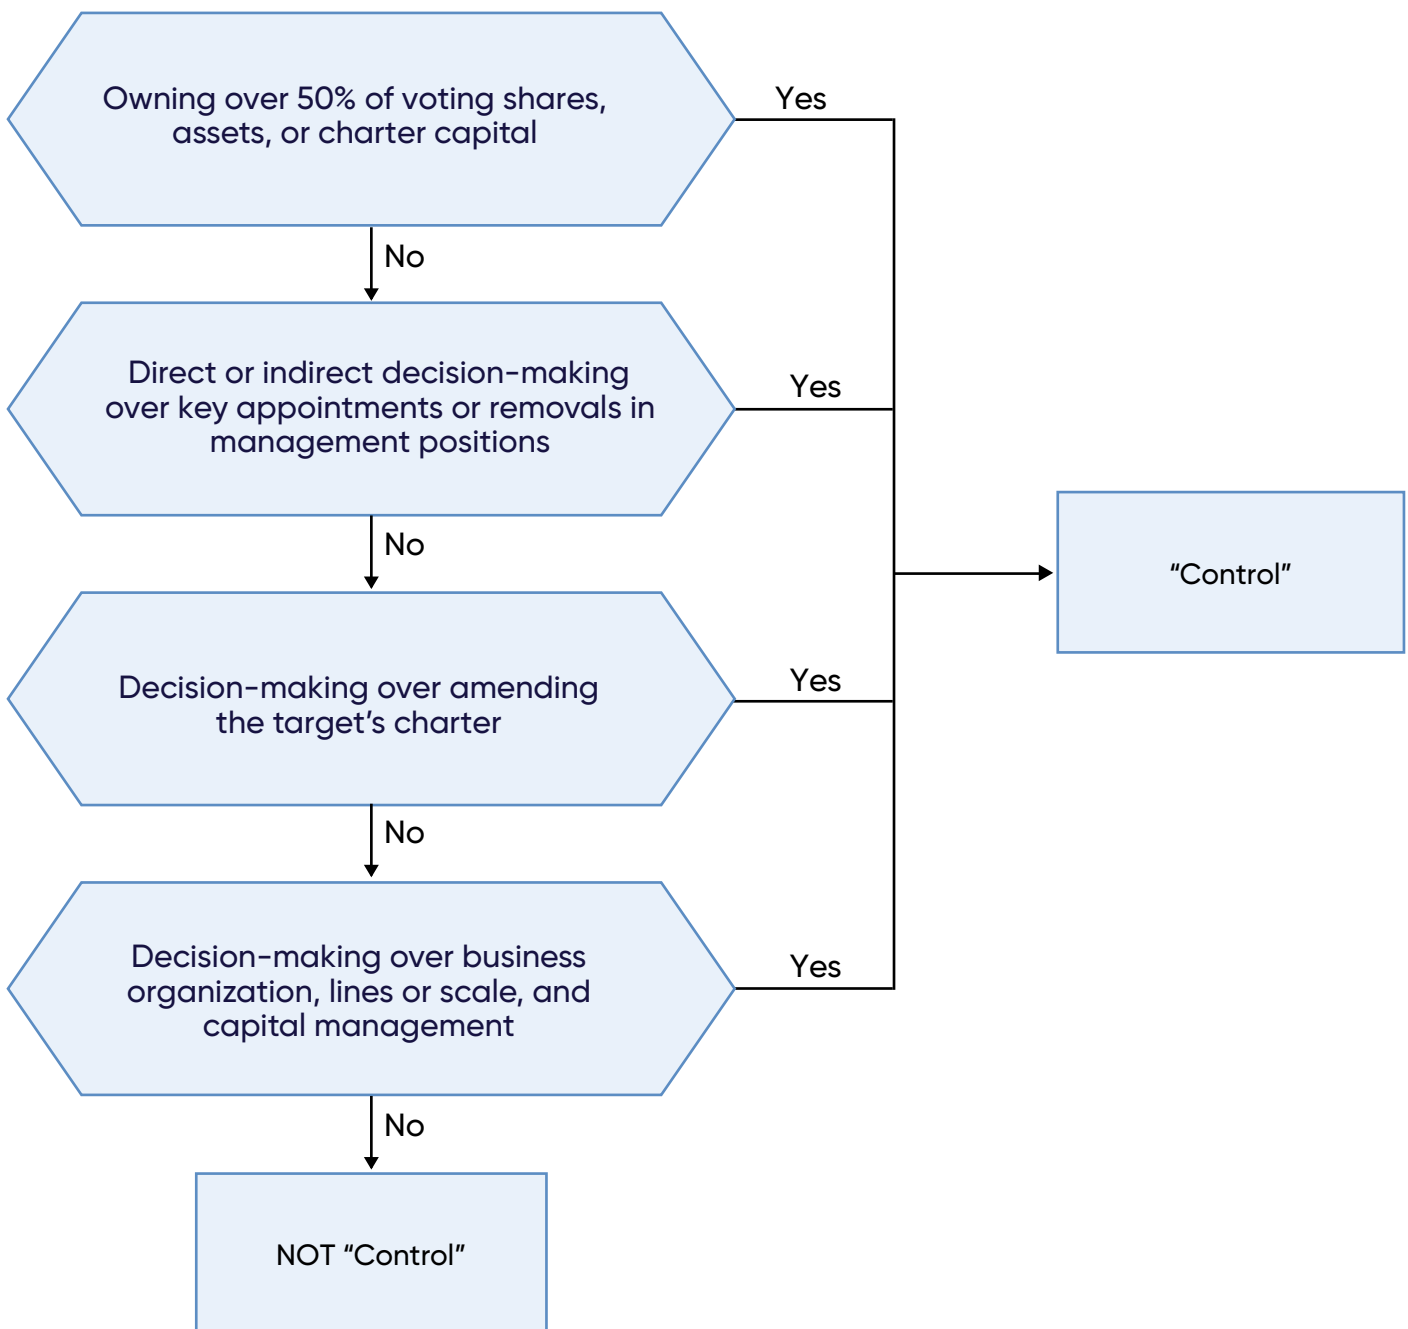 Owning over 50% of voting shares,
assets, or charter capital
Yes
No
Direct or indirect decision-making
over key appointments or removals in
management positions
Yes
No
“Control”
Decision-making over amending
the target’s charter
Yes
No
Decision-making over business
organization, lines or scale, and
capital management
Yes
No
NOT “Control”